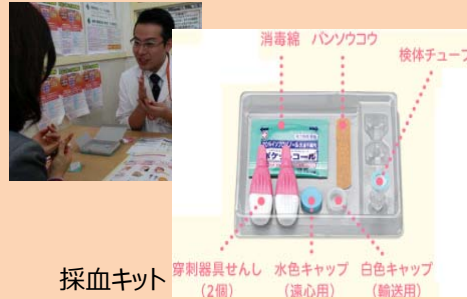 消毒綿 バンソウコウ
検体チューブ
採血キット
穿刺器具せんし
(2個)
水色キャップ
(遠心用)
白色キャップ
(輸送用)